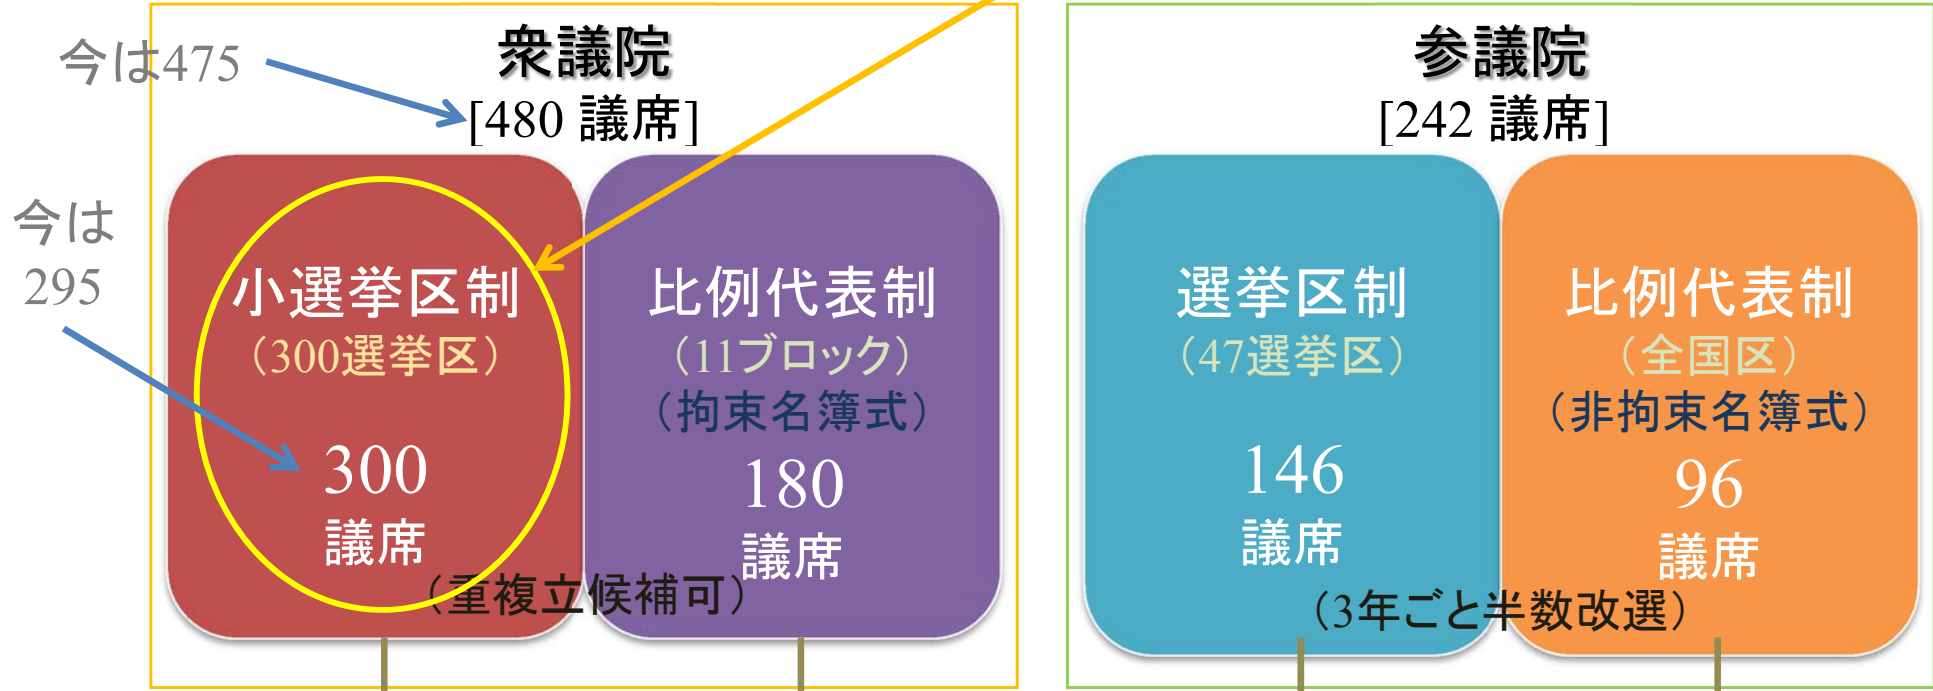 今は475
衆議院
[480 議席]
今は
295
小選挙区制
（300選挙区）
300
議席
比例代表制
（11ブロック）
（拘束名簿式）
180
議席
（重複立候補可）
参議院
[242 議席]
選挙区制
（47選挙区）
146
議席
比例代表制
（全国区）
（非拘束名簿式）
96
議席
（3年ごと半数改選）